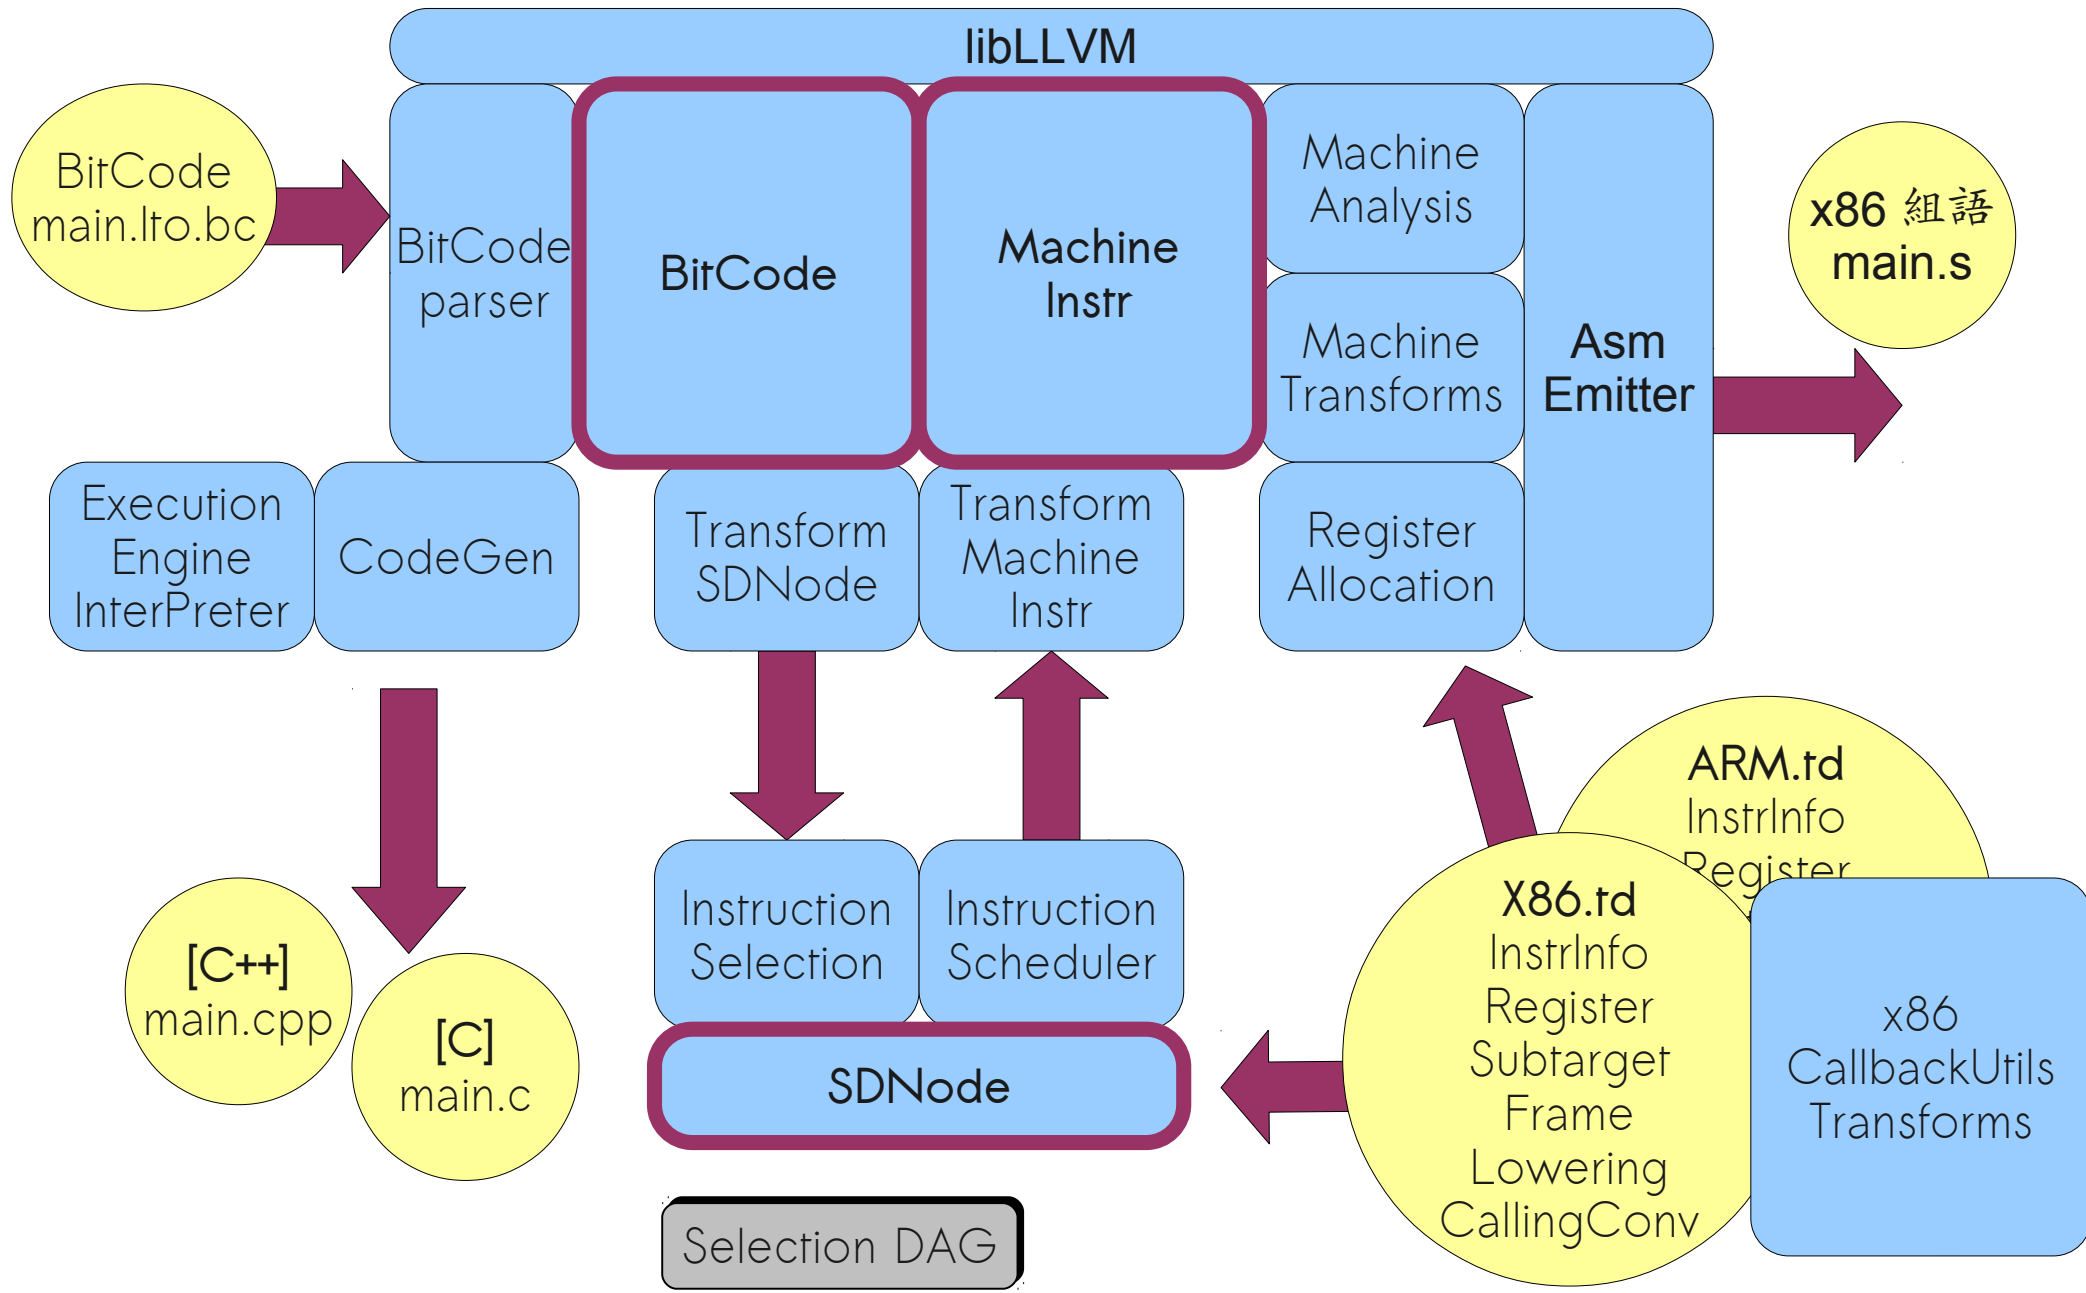 libLLVM
BitCode
main.lto.bc
BitCode
parser
BitCode
Machine
Instr
Machine
Analysis
Machine
Transforms
Asm
Emitter
x86 組語
main.s
Execution
Engine
InterPreter
CodeGen
Transform
SDNode
Transform
Machine
Instr
Register
Allocation
[C++]
main.cpp
[C]
main.c
Instruction
Selection
Instruction
Scheduler
SDNode
Selection DAG
ARM.td
InstrInfo
Register
X86.td
InstrInfo
Register
Subtarget
Frame
Lowering
CallingConv
x86
CallbackUtils
Transforms